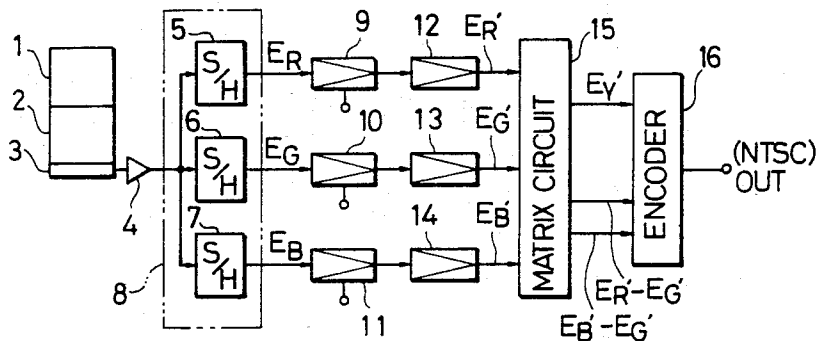 1
2
3
4
5
S/H
6
S/H
7
S/H
8
ER
EG
EB
9
10
11
12
13
14
ER'
EG'
EB'
15
MATRIX CIRCUIT
EY'
ER'-EG'
EB'-EG'
16
ENCODER
(NTSC)
OUT